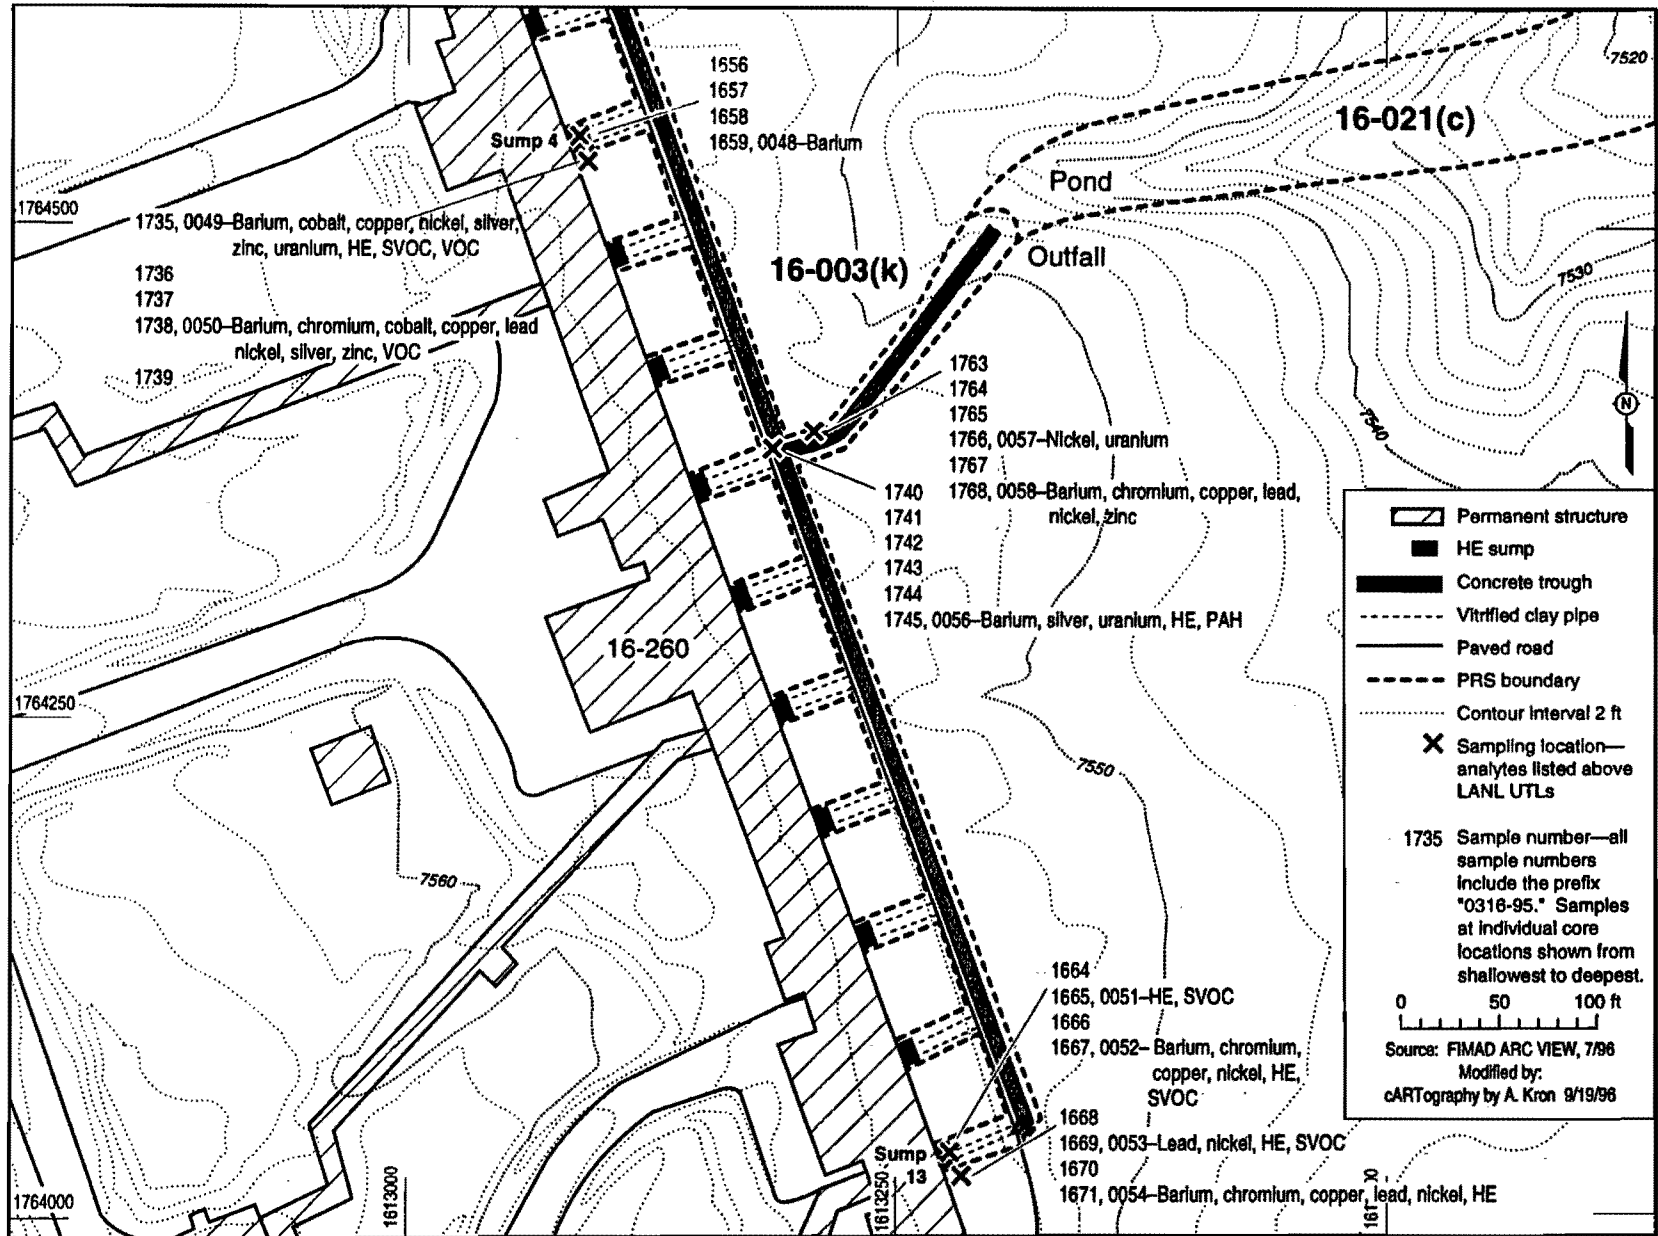 7520
16-021(c)
1556
1657
1658
1659, 0048–Barium
Sump 4
Pond
1764500
1735, 0049–Barium, cobalt, copper, nickel, silver,
zinc, uranium, HE, SVOC, VOC
1736
1737
1738, 0050–Barium, chromium, cobalt, copper, lead
nickel, silver, zinc, VOC
1739
16-003(k)
Outfall
7530
N
7540
1763
1764
1765
1766, 0057–Nickel, uranium
1767
1768, 0058–Barium, chromium, copper, lead,
nickel, zinc
1740
1741
1742
1743
1744
1745, 0056–Barium, silver, uranium, HE, PAH
16-260
1764250
7550
7560
Permanent structure
HE sump
Concrete trough
Vitrified clay pipe
Paved road
PRS boundary
Contour interval 2 ft
Sampling location—
analytes listed above
LANL UTLs
1735 Sample number—all
sample numbers
include the prefix
"0316-95." Samples
at individual core
locations shown from
shallowest to deepest.
0 50 100 ft
Source: FIMAD ARC VIEW, 7/96
Modified by:
cARTography by A. Kron 9/19/96
1664
1665, 0051–HE, SVOC
1666
1667, 0052– Barium, chromium,
copper, nickel, HE,
SVOC
1668
1669, 0053–Lead, nickel, HE, SVOC
1670
1671, 0054–Barium, chromium, copper, lead, nickel, HE
Sump
13
1764000
1613000
1613250